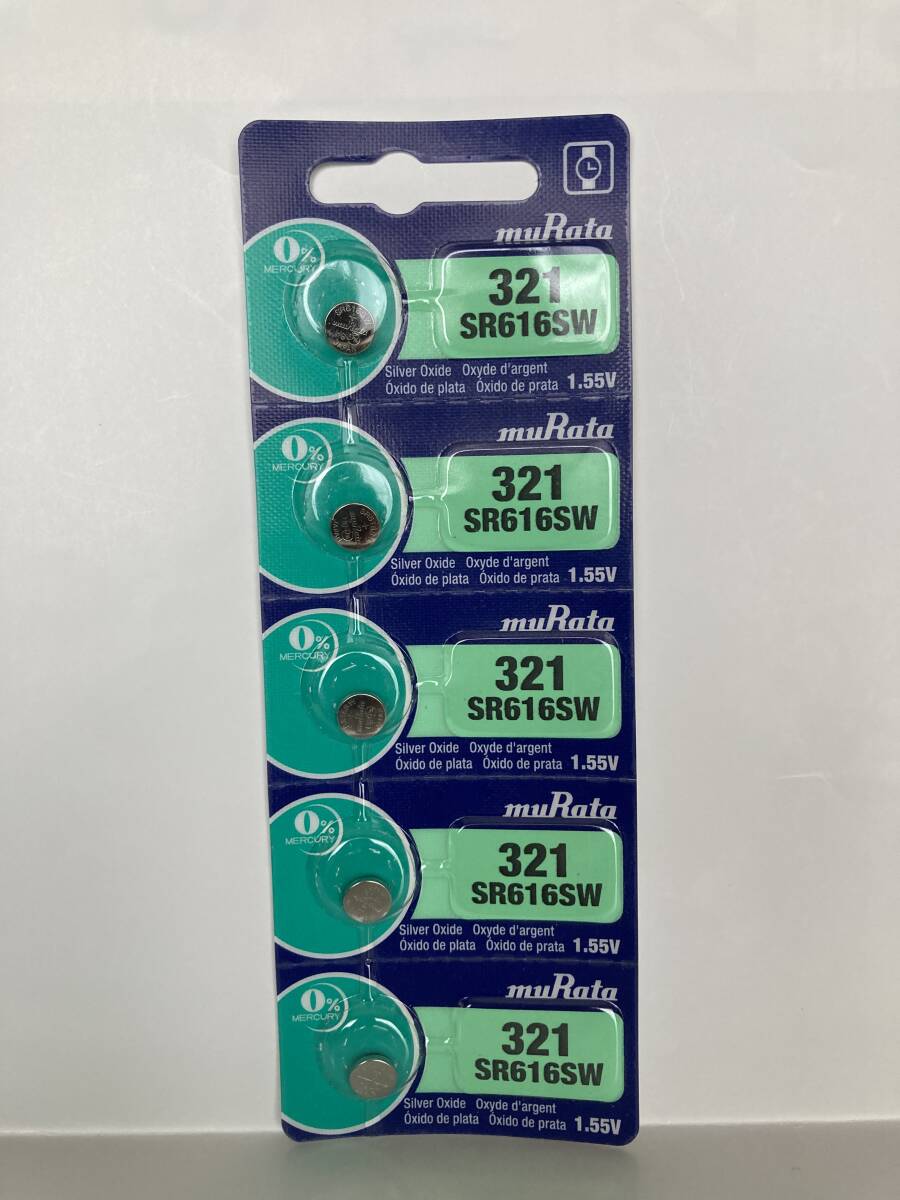 muRata
0%
MERCURY
321
SR616SW
SR616SW
muRata
Silver Oxide Oxyde d'argent
Óxido de plata Óxido de prata 1.55V
muRata
0%
MERCURY
321
SR616SW
Silver Oxide Oxyde d'argent
Óxido de plata Óxido de prata 1.55V
muRata
0%
MERCURY
321
SR616SW
Silver Oxide Oxyde d'argent
Óxido de plata Óxido de prata 1.55V
muRata
0%
MERCURY
321
SR616SW
Silver Oxide Oxyde d'argent
Óxido de plata Óxido de prata 1.55V
muRata
0%
MERCURY
321
SR616SW
Silver Oxide Oxyde d'argent
Óxido de plata Óxido de prata 1.55V